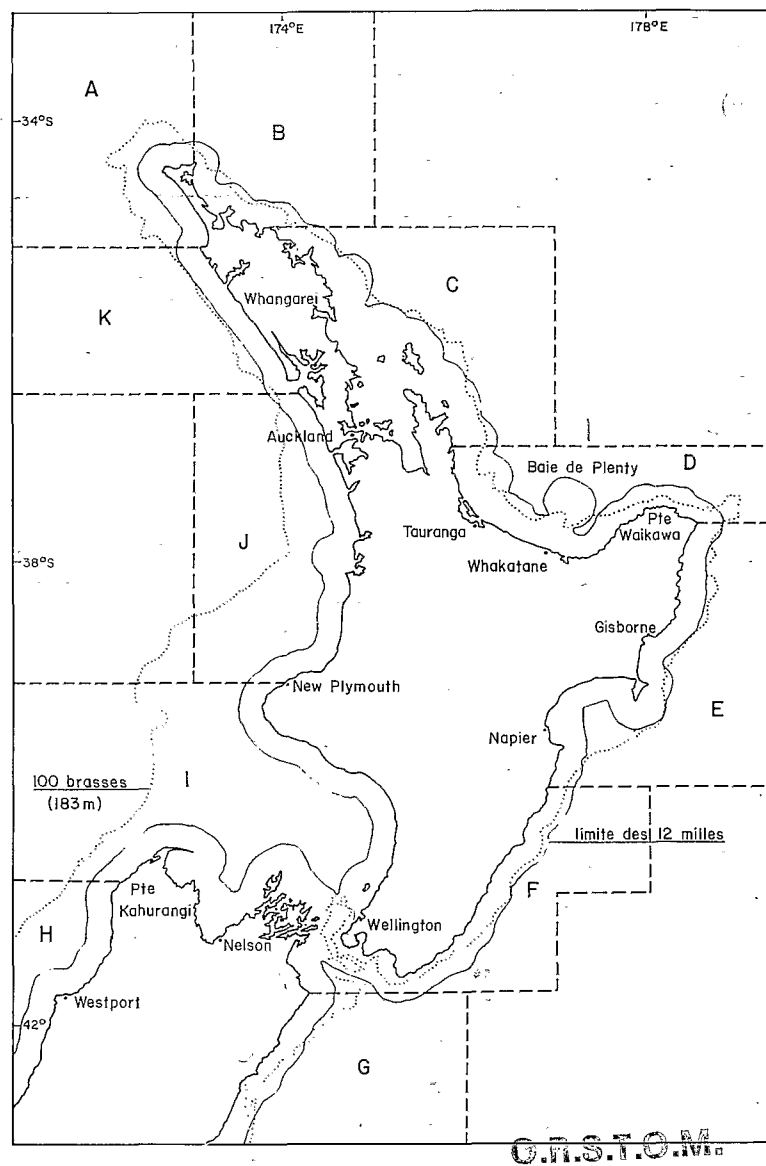 174°E
178°E
A
34°S
B
C
Whangarei
K
Auckland
D
Baie de Plenty
Pte
Waikawa
Tauranga
J
Whakatane
38°S
Gisborne
New Plymouth
E
Napier
100 brasses
(183 m)
I
limite des 12 milles
F
Pte
Kahurangi
Wellington
H
Nelson
Westport
42°
G
O.R.S.T.O.M.